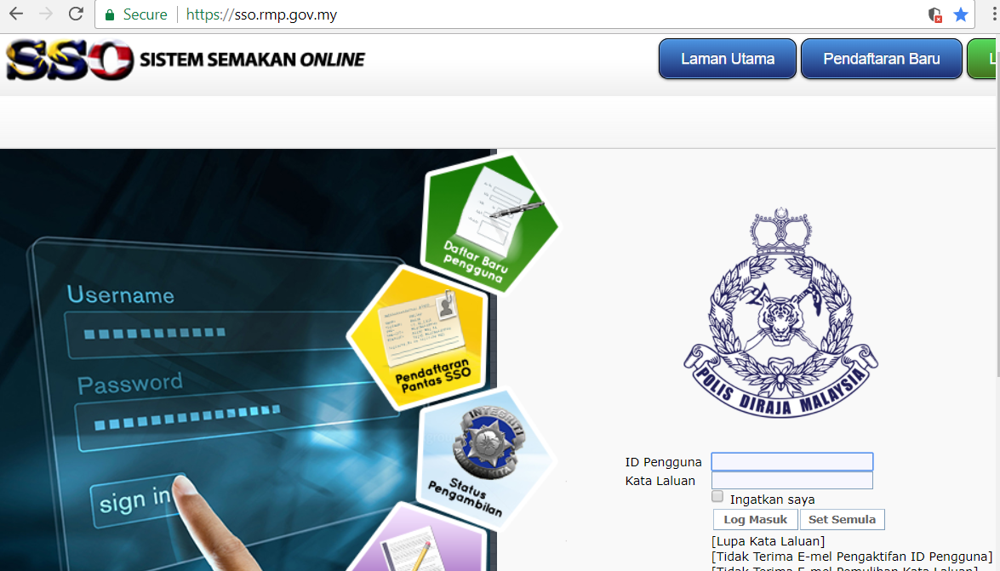 Secure
https://sso.rmp.gov.my
SSO SISTEM SEMAKAN ONLINE
Laman Utama
Pendaftaran Baru
L
Username
Password
sign in
Daftar Baru
pengguna
Pendaftaran
Pantas SSO
INTEGRITI
Status
Pengambilan
POLIS DIRAJA MALAYSIA
ID Pengguna
Kata Laluan
Ingatkan saya
Log Masuk
Set Semula
[Lupa Kata Laluan]
[Tidak Terima E-mel Pengaktifan ID Pengguna]
[Tidak Terima E-mel Pemulihan Kata Laluan]